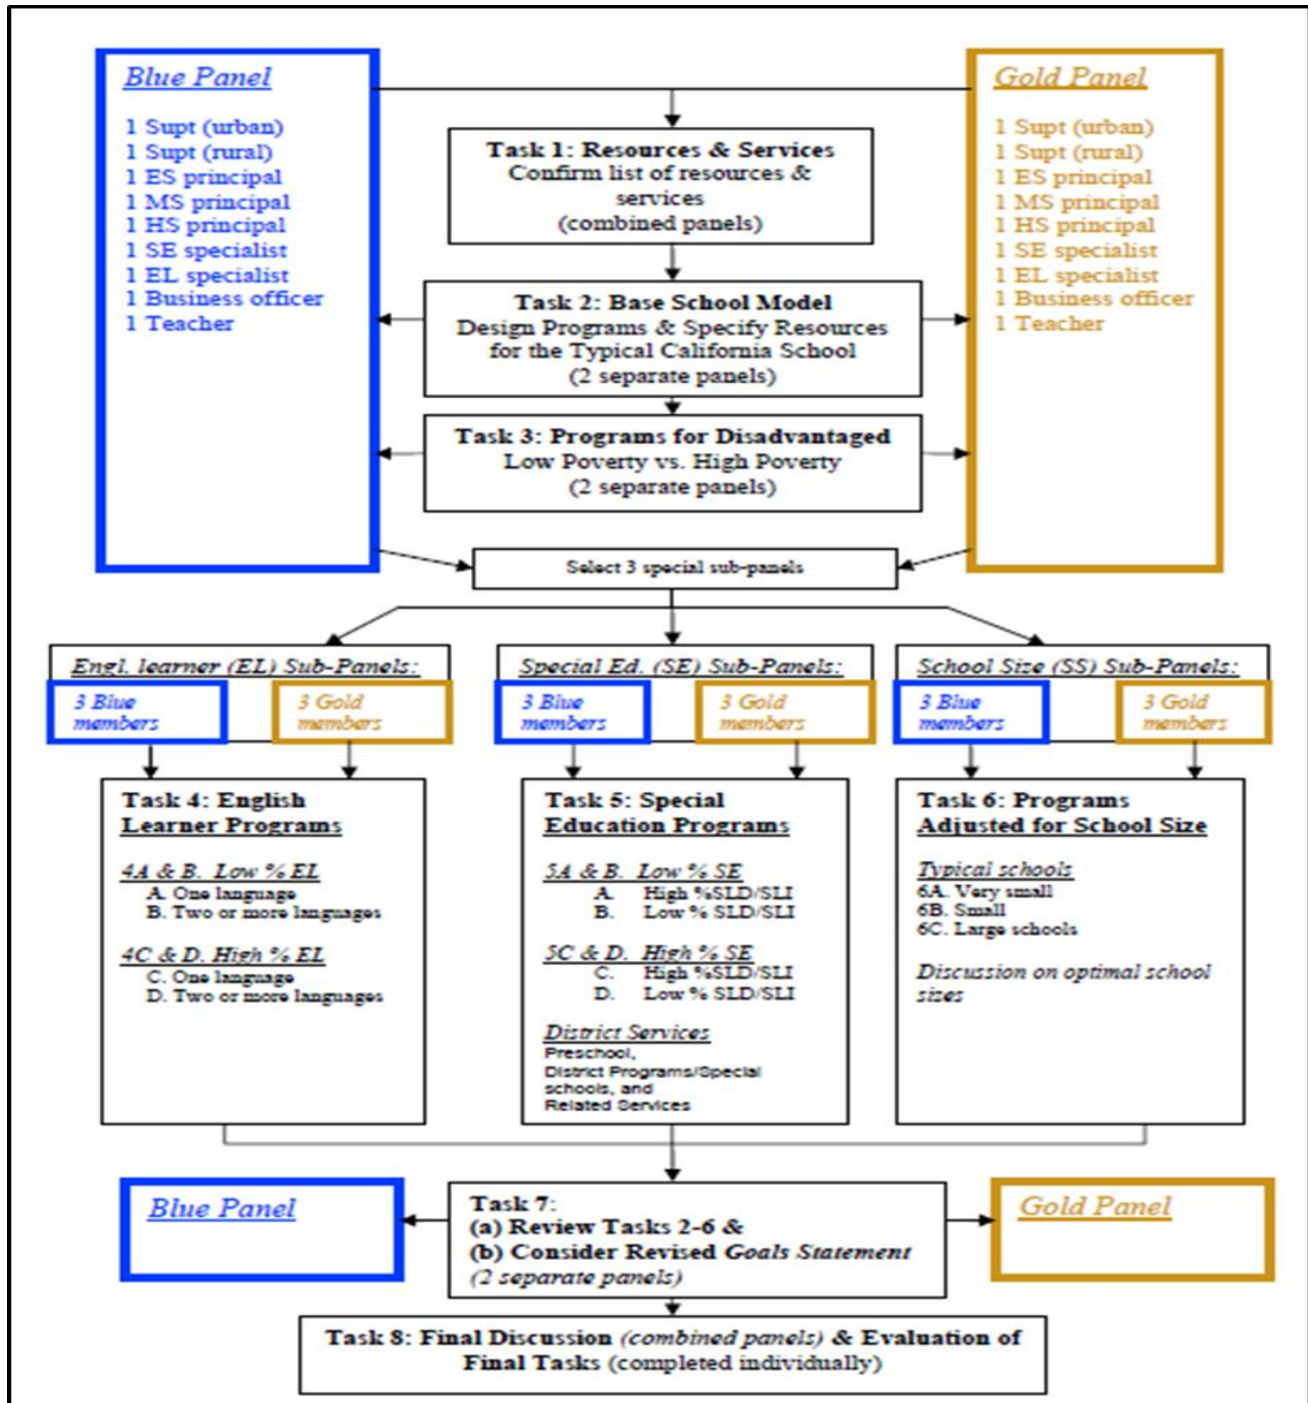 Blue Panel
1 Supt (urban)
1 Supt (rural)
1 ES principal
1 MS principal
1 HS principal
1 SE specialist
1 EL specialist
1 Business officer
1 Teacher
Gold Panel
1 Supt (urban)
1 Supt (rural)
1 ES principal
1 MS principal
1 HS principal
1 SE specialist
1 EL specialist
1 Business officer
1 Teacher
Task 1: Resources & Services
Confirm list of resources &
services
(combined panels)
Task 2: Base School Model
Design Programs & Specify Resources
for the Typical California School
(2 separate panels)
Task 3: Programs for Disadvantaged
Low Poverty vs. High Poverty
(2 separate panels)
Select 3 special sub-panels
Engl. learner (EL) Sub-Panels:
3 Blue
members
3 Gold
members
Special Ed. (SE) Sub-Panels:
3 Blue
members
3 Gold
members
School Size (SS) Sub-Panels:
3 Blue
members
3 Gold
members
Task 4: English
Learner Programs
4A & B. Low % EL
A. One language
B. Two or more languages
4C & D. High % EL
C. One language
D. Two or more languages
Task 5: Special
Education Programs
5A & B. Low % SE
A. High %SLD/SLI
B. Low % SLD/SLI
5C & D. High % SE
C. High %SLD/SLI
D. Low % SLD/SLI
District Services
Preschool,
District Programs/Special
schools, and
Related Services
Task 6: Programs
Adjusted for School Size
Typical schools
6A. Very small
6B. Small
6C. Large schools
Discussion on optimal school
sizes
Blue Panel
Task 7:
(a) Review Tasks 2-6 &
(b) Consider Revised Goals Statement
(2 separate panels)
Gold Panel
Task 8: Final Discussion (combined panels) & Evaluation of
Final Tasks (completed individually)